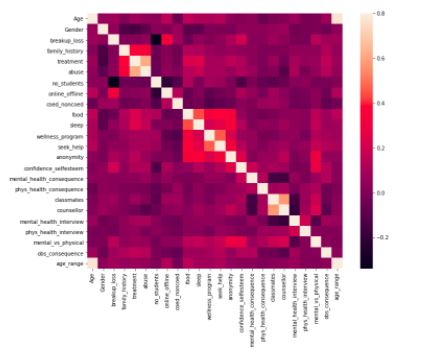 Age
Gender
breakup_loss
family_history
treatment
abuse
no_students
online_offline
coed_noncoed
food
sleep
wellness_program
seek_help
anonymity
confidence_selfesteem
mental_health_consequence
phys_health_consequence
classmates
counsellor
mental_health_interview
phys_health_interview
mental_vs_physical
obs_consequence
age_range
Age
Gender
breakup_loss
family_history
treatment
abuse
no_students
online_offline
coed_noncoed
food
sleep
wellness_program
seek_help
anonymity
confidence_selfesteem
mental_health_consequence
phys_health_consequence
classmates
counsellor
mental_health_interview
phys_health_interview
mental_vs_physical
obs_consequence
age_range
0.8
0.6
0.4
0.2
0.0
−0.2